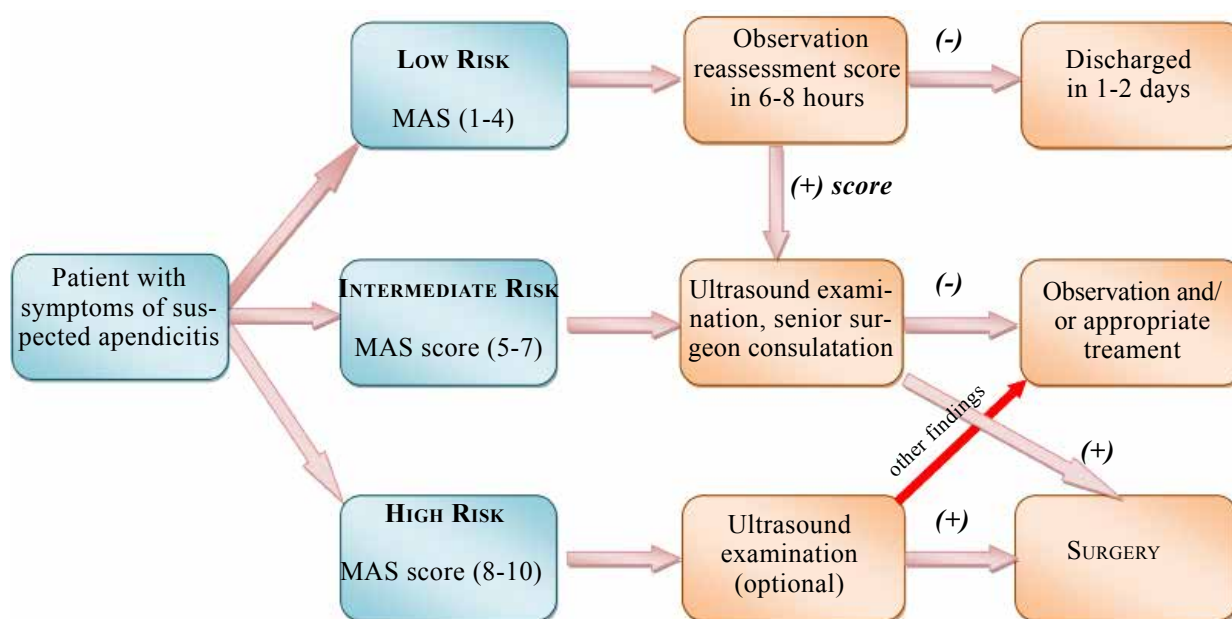 LOW RISK
MAS (1-4)
Observation
reassessment score
in 6-8 hours
(-)
Discharged
in 1-2 days
(+) score
Patient with
symptoms of sus-
pected apendicitis
INTERMEDIATE RISK
MAS score (5-7)
Ultrasound exami-
nation, senior sur-
geon consulatation
(-)
Observation and/
or appropriate
treament
other findings
(+)
HIGH RISK
MAS score (8-10)
Ultrasound
examination
(optional)
(+)
SURGERY